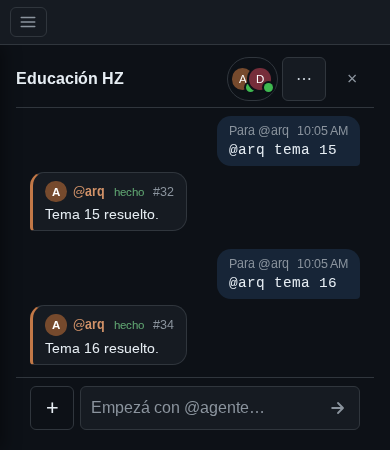 Educación HZ
A D ... ×
Para @arq 10:05 AM
@arq tema 15
A @arq hecho #32
Tema 15 resuelto.
Para @arq 10:05 AM
@arq tema 16
A @arq hecho #34
Tema 16 resuelto.
+ Empezá con @agente…